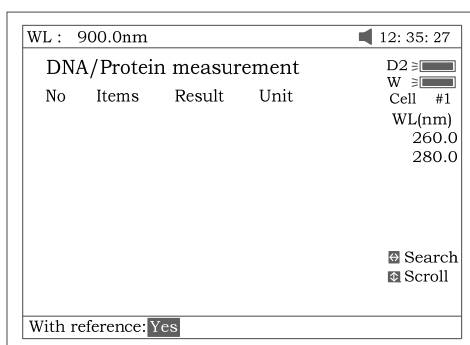 WL : 900.0nm 12: 35: 27
DNA/Protein measurement
No Items Result Unit
D2
W
Cell #1
WL(nm)
260.0
280.0
Search
Scroll
With reference: Yes